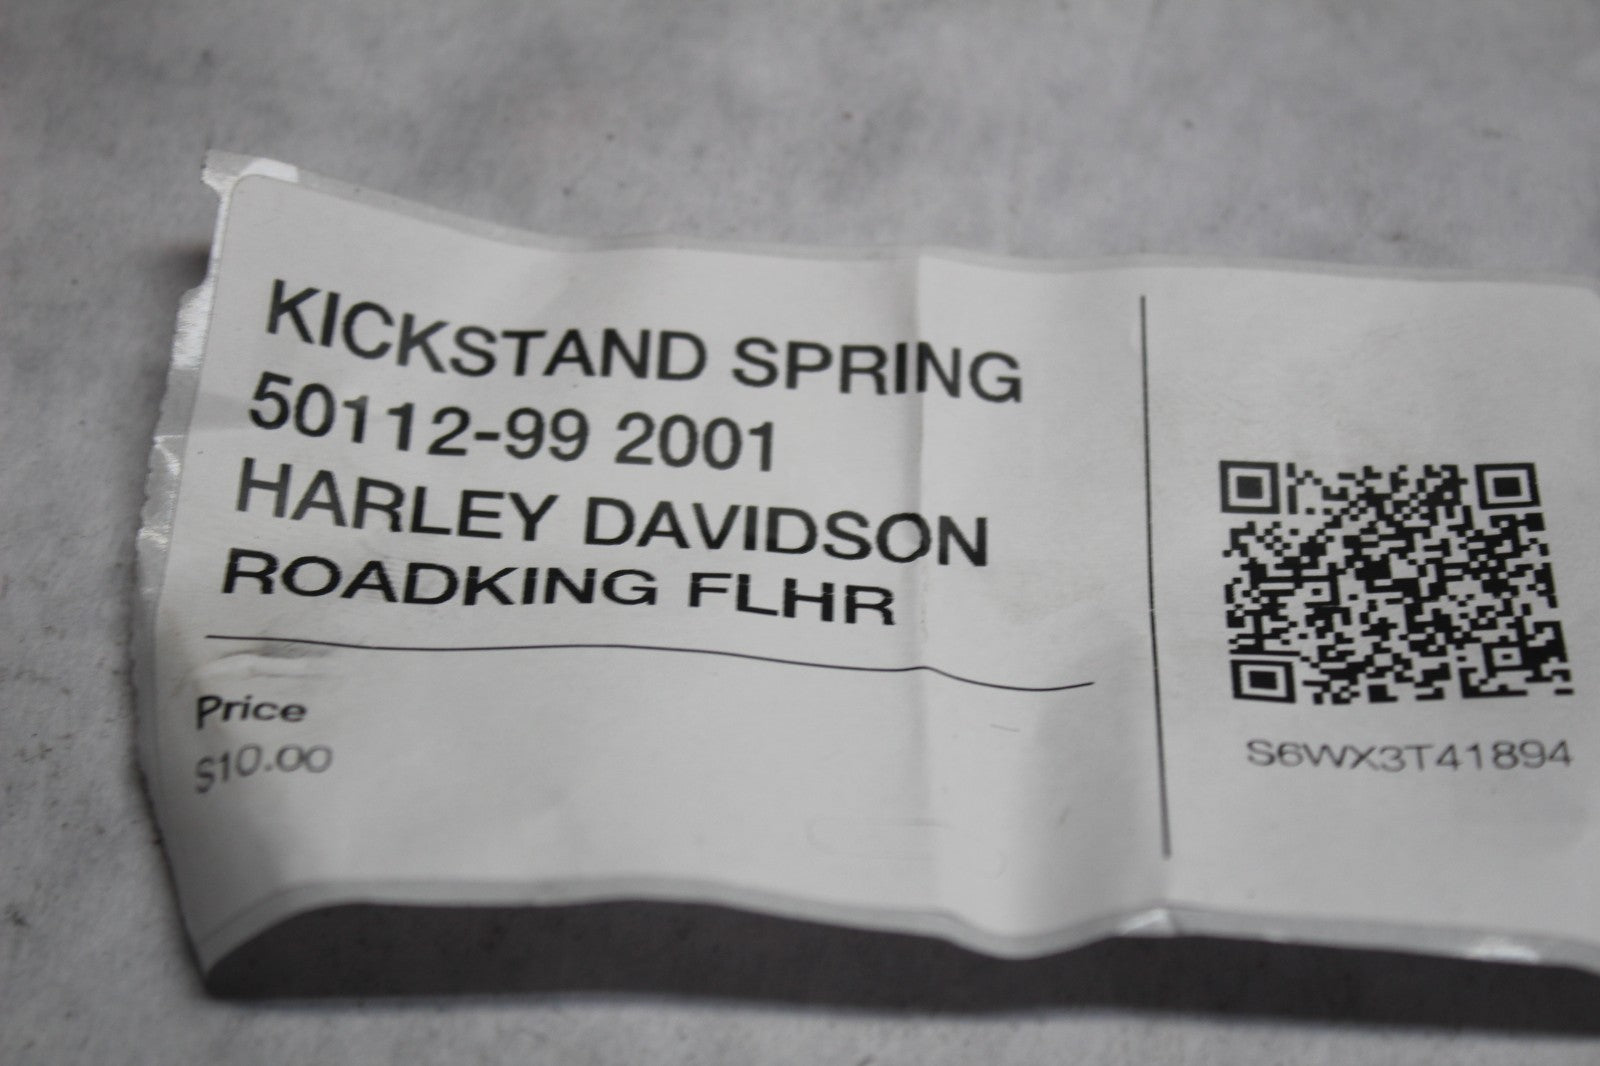 KICKSTAND SPRING
50112-99 2001
HARLEY DAVIDSON
ROADKING FLHR
Price
$10.00
S6WX3T41894